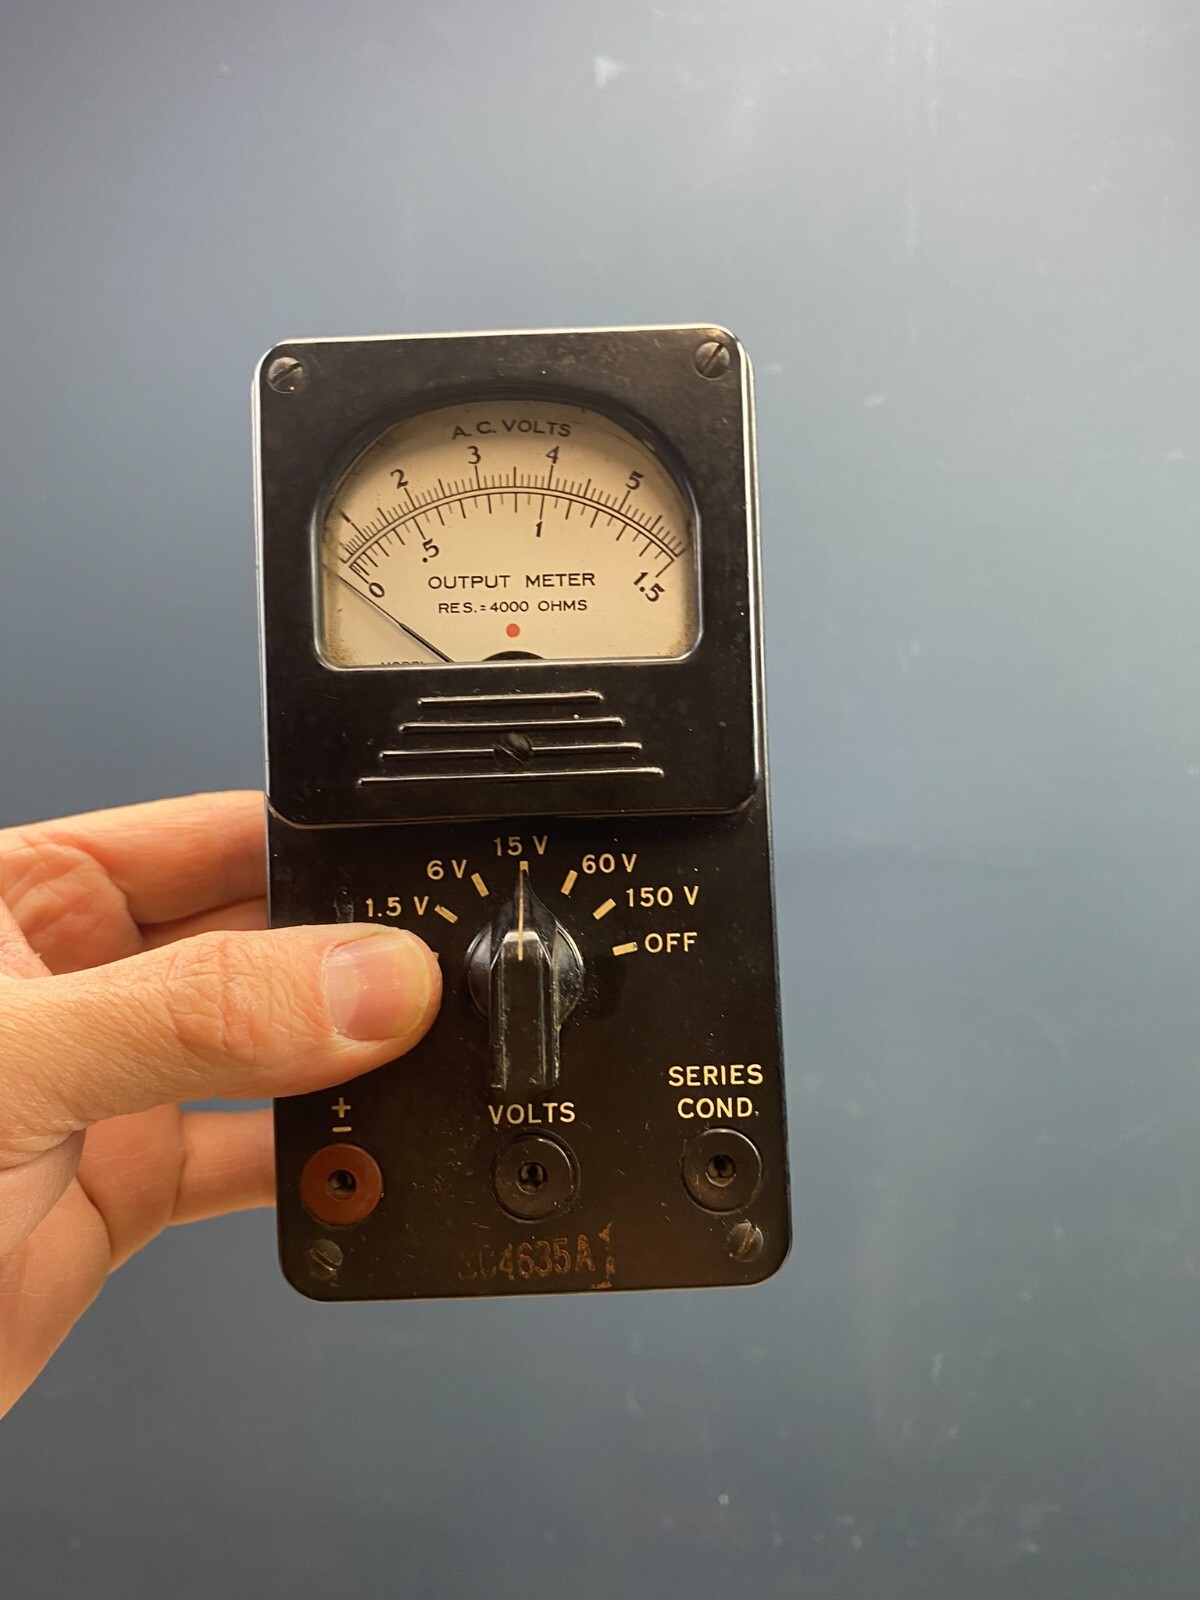 A.C. VOLTS
1 2 3 4 5
0 .5 1 1.5
OUTPUT METER
RES.=4000 OHMS
15 V
6 V 60 V
1.5 V 150 V
OFF
SERIES
COND.
+
-
VOLTS